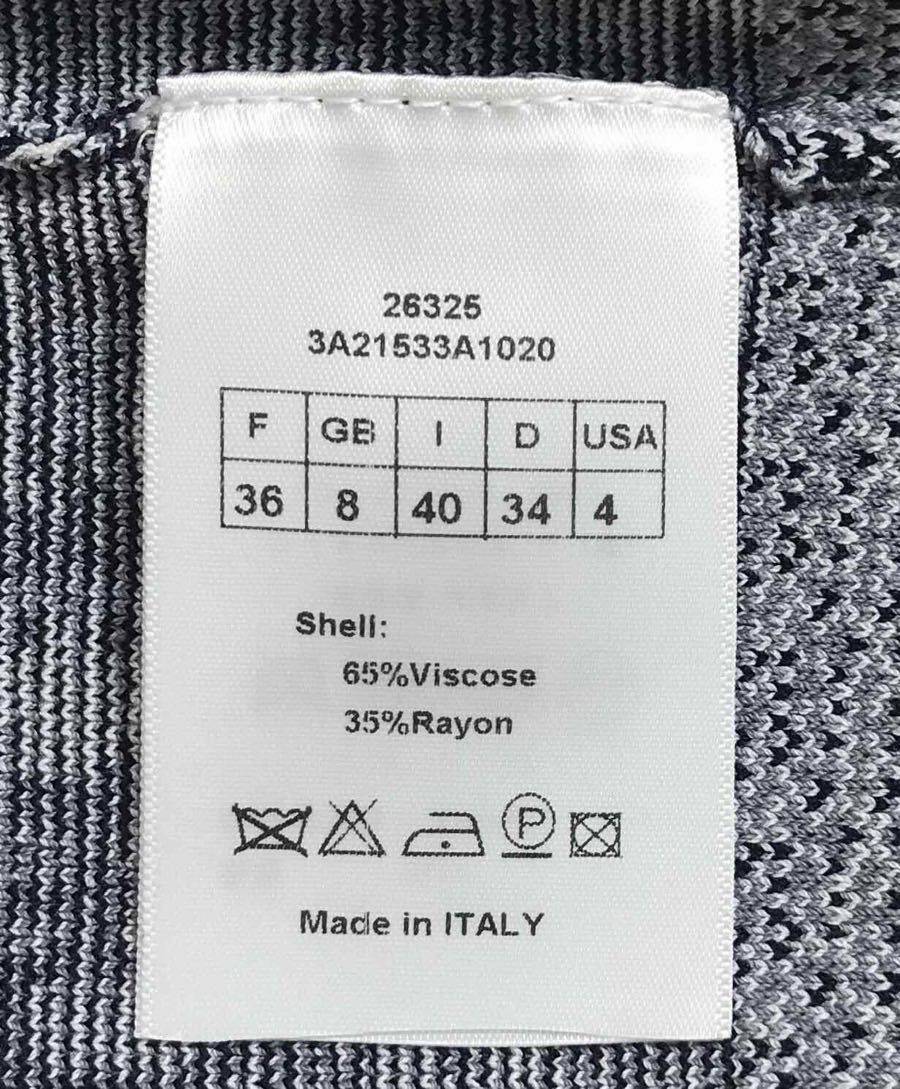 26325
3A21533A1020
F GB I D USA
36 8 40 34 4
Shell:
65%Viscose
35%Rayon
P
Made in ITALY